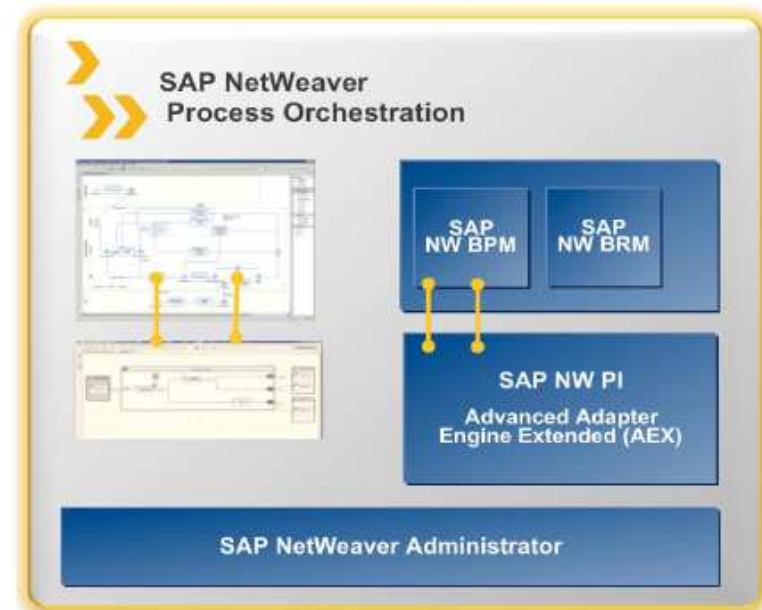 SAP NetWeaver
Process Orchestration
SAP
NW BPM
SAP
NW BRM
SAP NW PI
Advanced Adapter
Engine Extended (AEX)
SAP NetWeaver Administrator